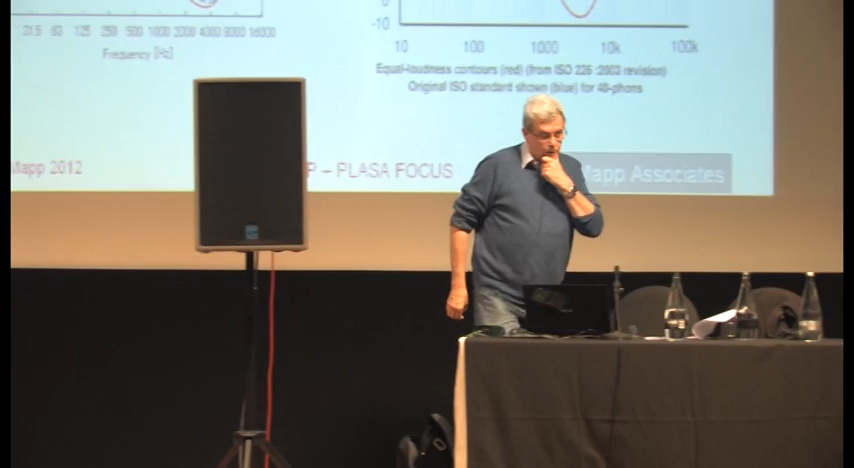 31.5 63 125 250 500 1000 2000 4000 8000 16000
Frequency [Hz]
0
-10
10 100 1000 10k 100k
Equal-loudness contours (red) (from ISO 226:2003 revision)
Original ISO standard shown (blue) for 40-phons
Mapp 2012
P – PLASA FOCUS
Mapp Associates